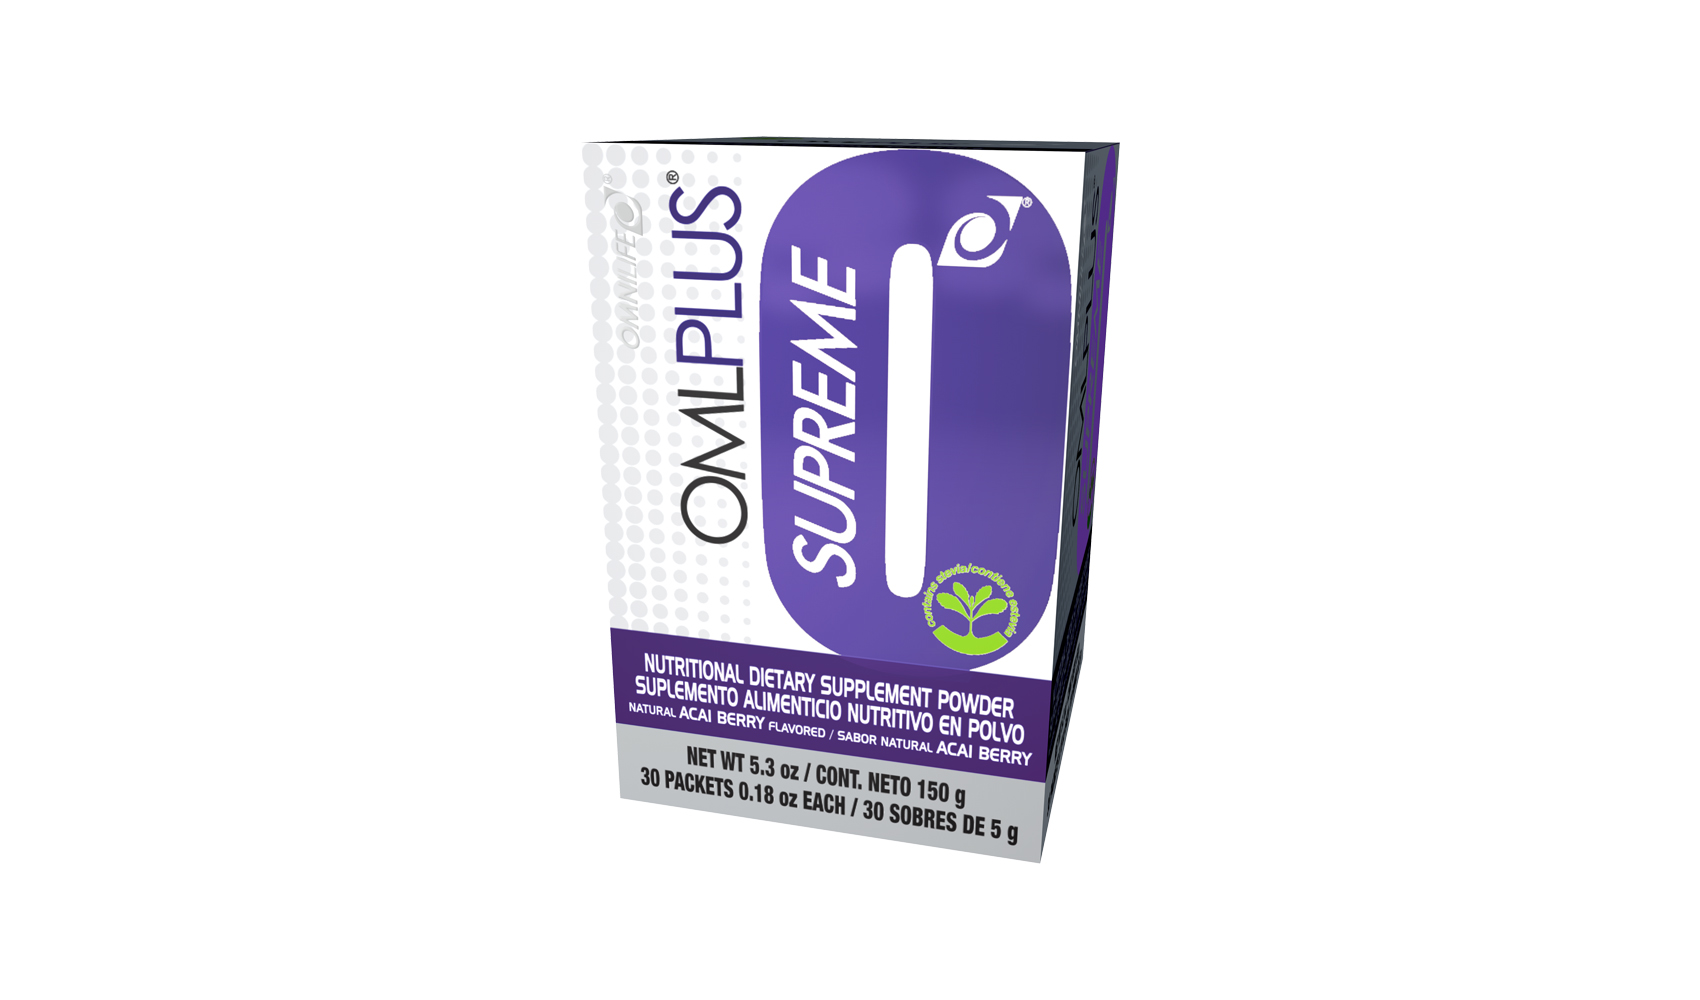 OMNILIFE®
OMLPLUS®
SUPREME
®
contains stevia/contiene estevia
NUTRITIONAL DIETARY SUPPLEMENT POWDER
SUPLEMENTO ALIMENTICIO NUTRITIVO EN POLVO
NATURAL ACAI BERRY FLAVORED / SABOR NATURAL ACAI BERRY
NET WT 5.3 oz / CONT. NETO 150 g
30 PACKETS 0.18 oz EACH / 30 SOBRES DE 5 g